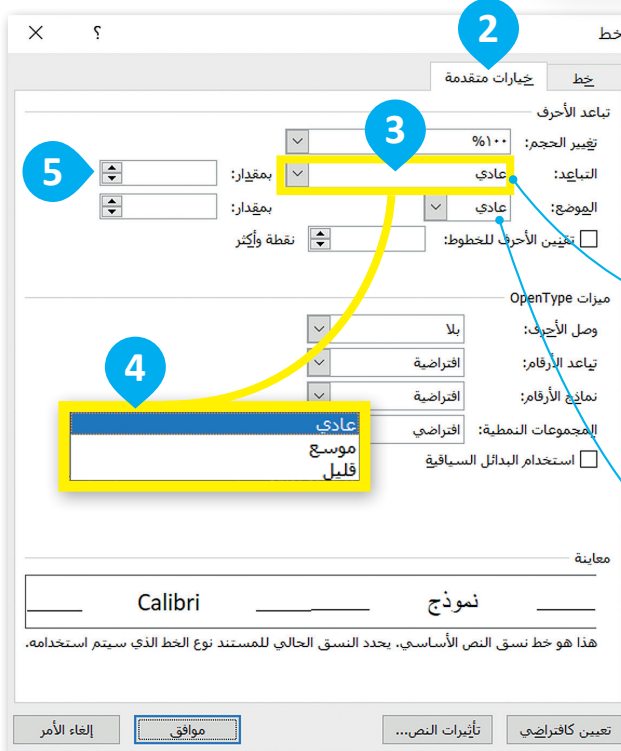 خط
؟
2
خط
خيارات متقدمة
تباعد الأحرف
تغيير الحجم: ١٠٠%
3
التباعد: عادي بمقدار:
5
الموضع: عادي بمقدار:
تقنين الأحرف للخطوط: نقطة وأكثر
ميزات OpenType
وصل الأحرف: بلا
تباعد الأرقام: افتراضية
نماذج الأرقام: افتراضية
المجموعات النمطية: افتراضي
استخدام البدائل السياقية
4
عادي
موسع
قليل
معاينة
نموذج Calibri
هذا هو خط نسق النص الأساسي. يحدد النسق الحالي للمستند نوع الخط الذي سيتم استخدامه.
تعيين كافتراضي
تأثيرات النص...
موافق
إلغاء الأمر